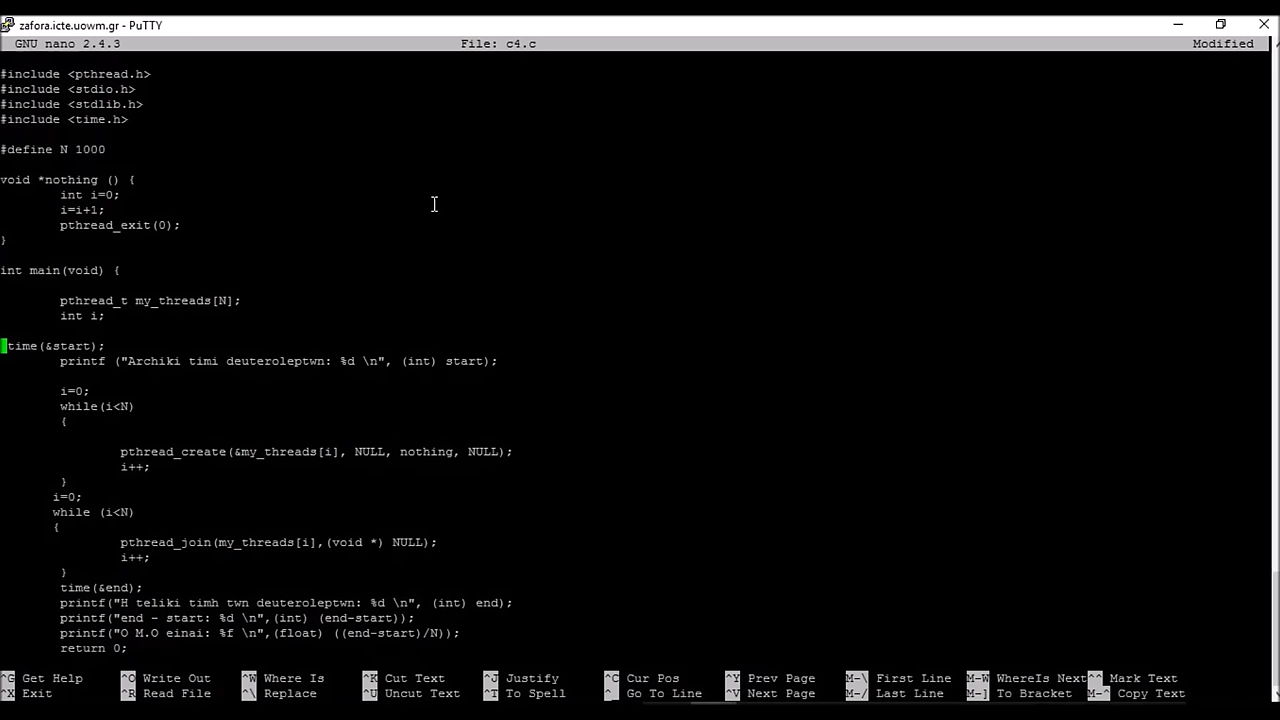 zafora.icte.uowm.gr - PuTTY
GNU nano 2.4.3 File: c4.c Modified
#include <pthread.h>
#include <stdio.h>
#include <stdlib.h>
#include <time.h>
#define N 1000
void *nothing () {
int i=0;
i=i+1;
pthread_exit(0);
}
int main(void) {
pthread_t my_threads[N];
int i;
time(&start);
printf ("Archiki timi deuteroleptwn: %d \n", (int) start);
i=0;
while(i<N)
{
pthread_create(&my_threads[i], NULL, nothing, NULL);
i++;
}
i=0;
while (i<N)
{
pthread_join(my_threads[i],(void *) NULL);
i++;
}
time(&end);
printf("H teliki timh twn deuteroleptwn: %d \n", (int) end);
printf("end - start: %d \n",(int) (end-start));
printf("O M.O einai: %f \n",(float) ((end-start)/N));
return 0;
^G Get Help ^O Write Out ^W Where Is ^K Cut Text ^J Justify ^C Cur Pos ^Y Prev Page M-\ First Line M-W WhereIs Next ^^ Mark Text
^X Exit ^R Read File ^\ Replace ^U Uncut Text ^T To Spell ^_ Go To Line ^V Next Page M-/ Last Line M-] To Bracket M-^ Copy Text